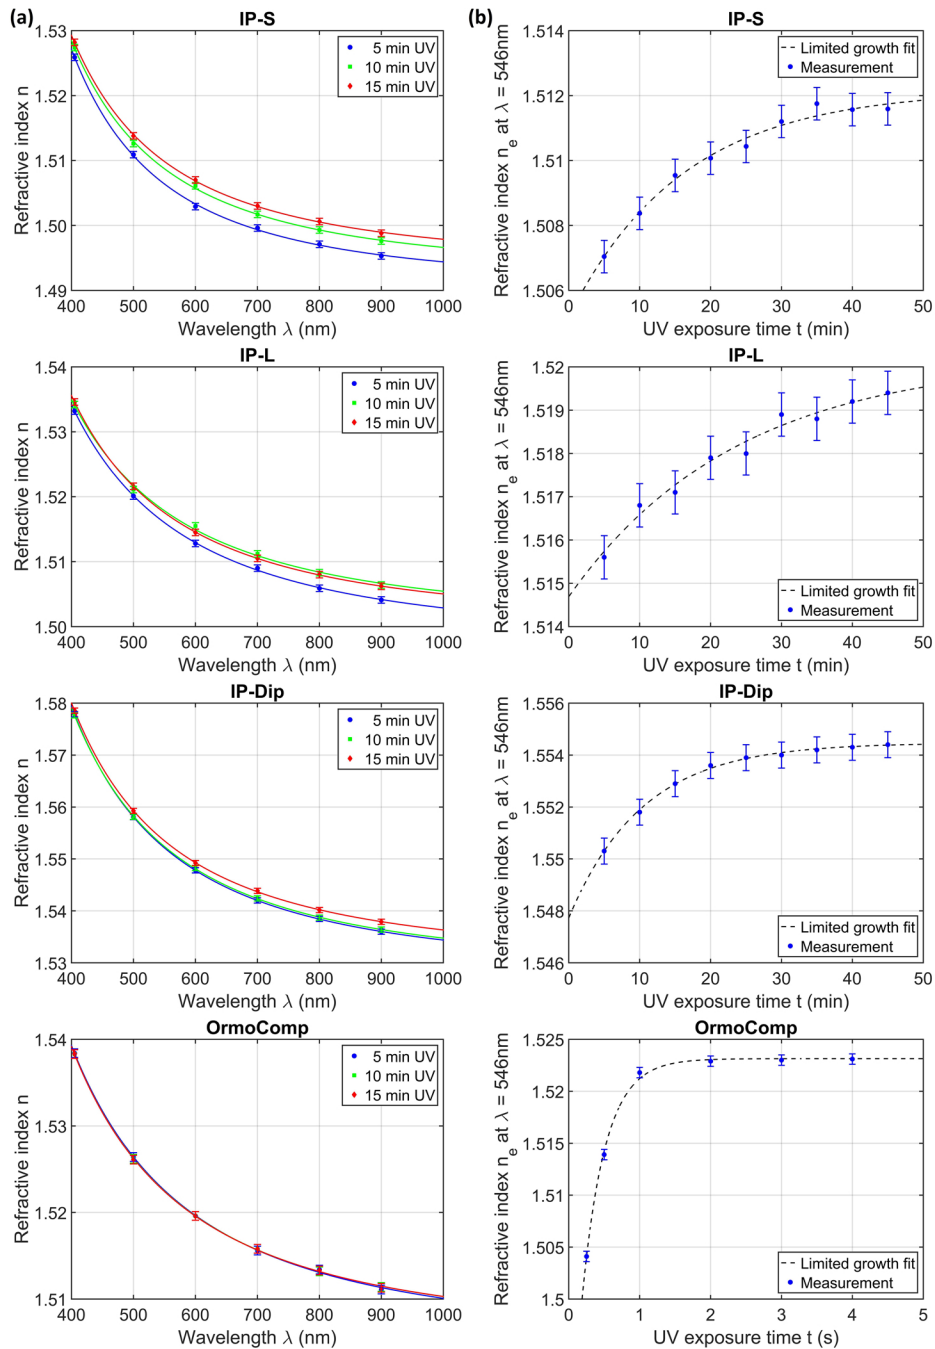 (a)
IP-S
1.53
1.52
1.51
1.50
1.49
400 500 600 700 800 900 1000
Refractive index n
Wavelength λ (nm)
5 min UV
10 min UV
15 min UV
(b)
IP-S
1.514
1.512
1.51
1.508
1.506
0 10 20 30 40 50
Refractive index ne at λ = 546nm
UV exposure time t (min)
Limited growth fit
Measurement
IP-L
1.54
1.53
1.52
1.51
1.50
400 500 600 700 800 900 1000
Refractive index n
Wavelength λ (nm)
5 min UV
10 min UV
15 min UV
IP-L
1.52
1.519
1.518
1.517
1.516
1.515
1.514
0 10 20 30 40 50
Refractive index ne at λ = 546nm
UV exposure time t (min)
Limited growth fit
Measurement
IP-Dip
1.58
1.57
1.56
1.55
1.54
1.53
400 500 600 700 800 900 1000
Refractive index n
Wavelength λ (nm)
5 min UV
10 min UV
15 min UV
IP-Dip
1.556
1.554
1.552
1.55
1.548
1.546
0 10 20 30 40 50
Refractive index ne at λ = 546nm
UV exposure time t (min)
Limited growth fit
Measurement
OrmoComp
1.54
1.53
1.52
1.51
400 500 600 700 800 900 1000
Refractive index n
Wavelength λ (nm)
5 min UV
10 min UV
15 min UV
OrmoComp
1.525
1.52
1.515
1.51
1.505
1.5
0 1 2 3 4 5
Refractive index ne at λ = 546nm
UV exposure time t (s)
Limited growth fit
Measurement